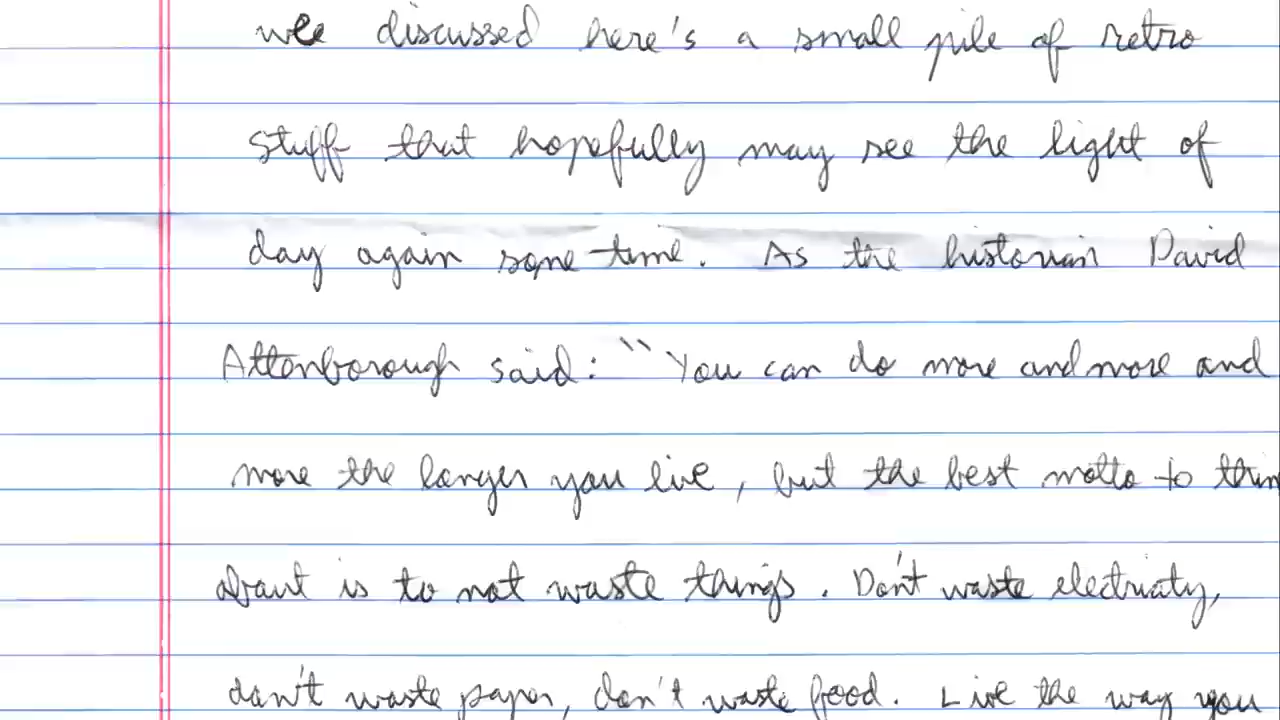 we discussed here's a small pile of retro
stuff that hopefully may see the light of
day again some time. As the historian David
Attenborough said: "You can do more and more and
more the longer you live, but the best motto to thin
about is to not waste things. Don't waste electricity,
don't waste paper, don't waste food. Live the way you